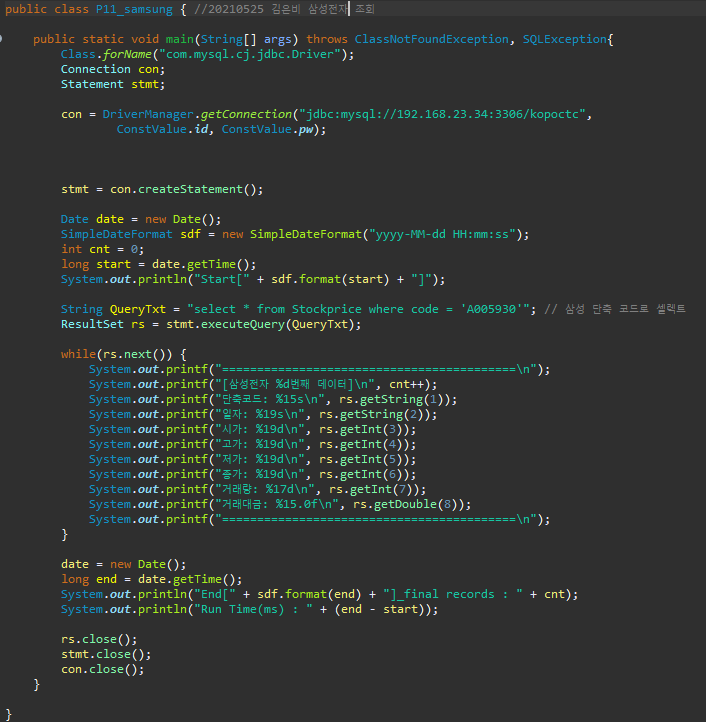 public class P11_samsung { //20210525 김은비 삼성전자 조회
public static void main(String[] args) throws ClassNotFoundException, SQLException{
Class.forName("com.mysql.cj.jdbc.Driver");
Connection con;
Statement stmt;
con = DriverManager.getConnection("jdbc:mysql://192.168.23.34:3306/kopoctc",
ConstValue.id, ConstValue.pw);
stmt = con.createStatement();
Date date = new Date();
SimpleDateFormat sdf = new SimpleDateFormat("yyyy-MM-dd HH:mm:ss");
int cnt = 0;
long start = date.getTime();
System.out.println("Start[" + sdf.format(start) + "]");
String QueryTxt = "select * from Stockprice where code = 'A005930'"; // 삼성 단축 코드로 셀렉트
ResultSet rs = stmt.executeQuery(QueryTxt);
while(rs.next()) {
System.out.printf("==========================================\n");
System.out.printf("[삼성전자 %d번째 데이터]\n", cnt++);
System.out.printf("단축코드: %15s\n", rs.getString(1));
System.out.printf("일자: %19s\n", rs.getString(2));
System.out.printf("시가: %19d\n", rs.getInt(3));
System.out.printf("고가: %19d\n", rs.getInt(4));
System.out.printf("저가: %19d\n", rs.getInt(5));
System.out.printf("종가: %19d\n", rs.getInt(6));
System.out.printf("거래량: %17d\n", rs.getInt(7));
System.out.printf("거래대금: %15.0f\n", rs.getDouble(8));
System.out.printf("==========================================\n");
}
date = new Date();
long end = date.getTime();
System.out.println("End[" + sdf.format(end) + "]_final records : " + cnt);
System.out.println("Run Time(ms) : " + (end - start));
rs.close();
stmt.close();
con.close();
}
}